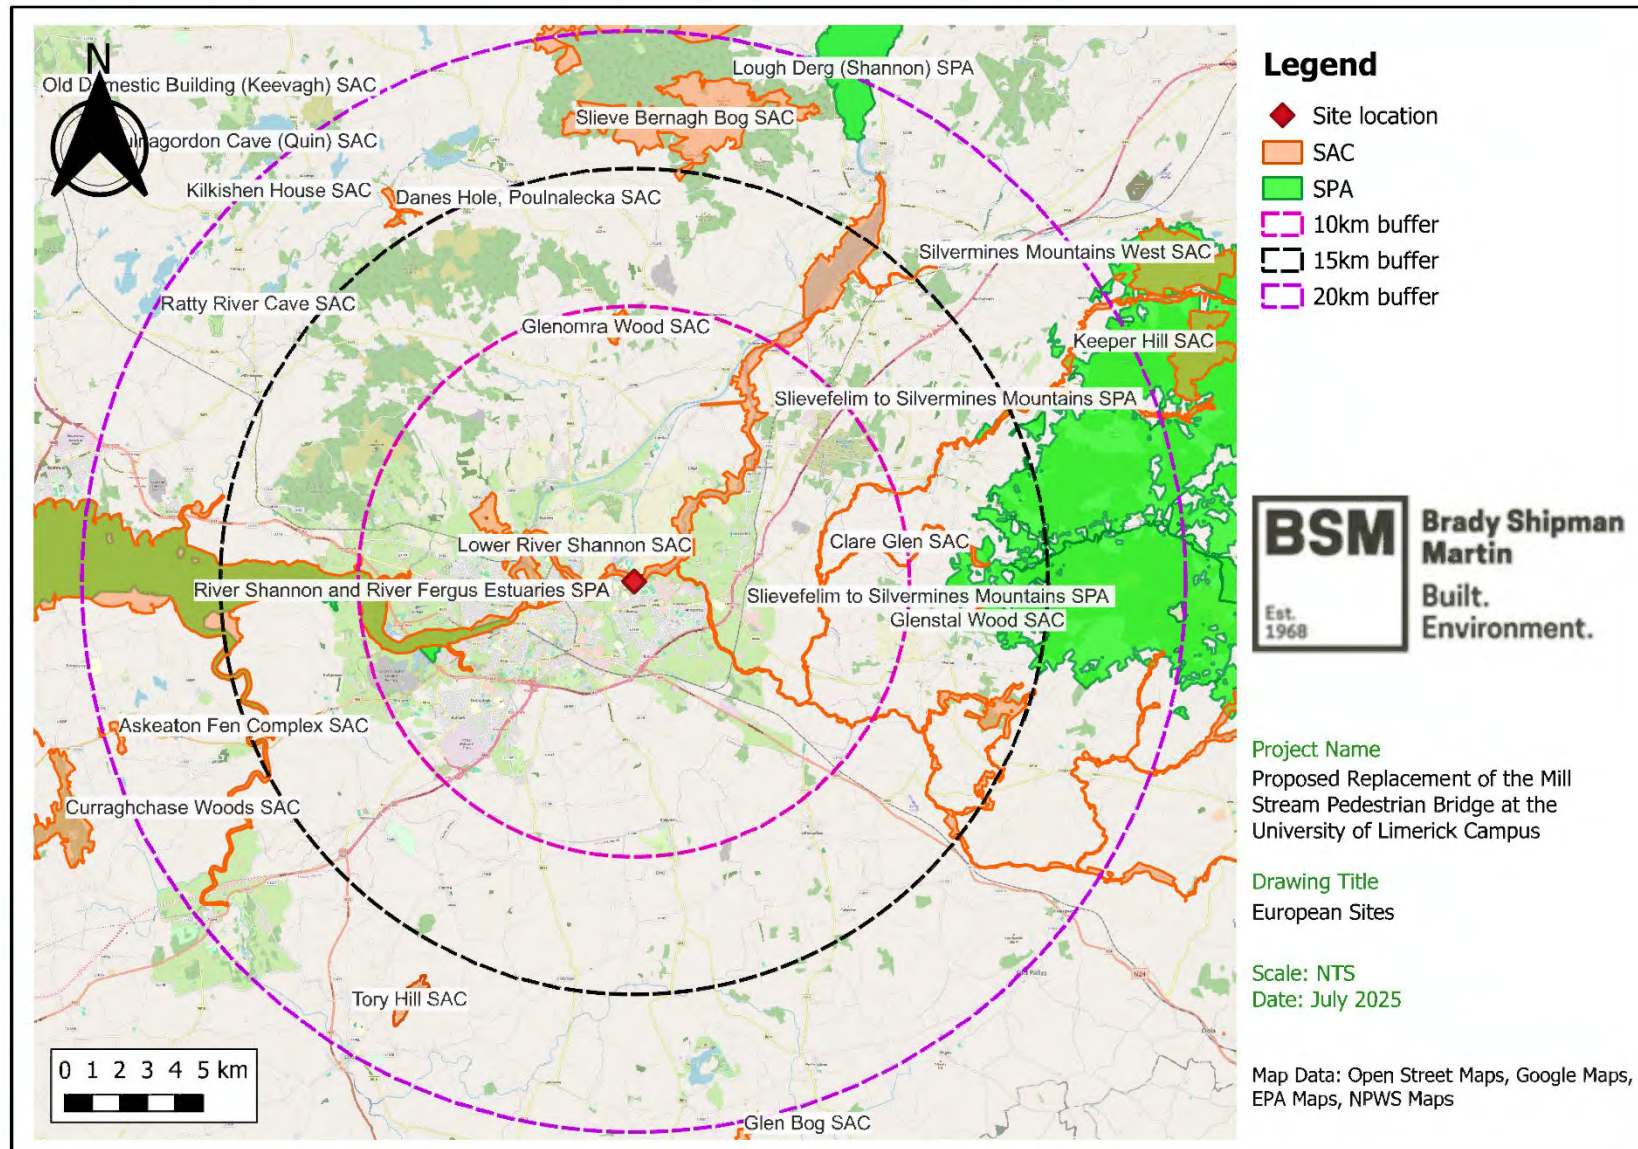 N
Old D mestic Building (Keevagh) SAC
ulnagordon Cave (Quin) SAC
Kilkishen House SAC
Danes Hole, Poulnalecka SAC
Lough Derg (Shannon) SPA
Slieve Bernagh Bog SAC
Silvermines Mountains West SAC
Ratty River Cave SAC
Glenomra Wood SAC
Keeper Hill SAC
Slievefelim to Silvermines Mountains SPA
Lower River Shannon SAC
Clare Glen SAC
River Shannon and River Fergus Estuaries SPA
Slievefelim to Silvermines Mountains SPA
Glenstal Wood SAC
Askeaton Fen Complex SAC
Curraghchase Woods SAC
Tory Hill SAC
Glen Bog SAC
N24
0 1 2 3 4 5 km
Legend
Site location
SAC
SPA
10km buffer
15km buffer
20km buffer
BSM
Est.
1968
Brady Shipman
Martin
Built.
Environment.
Project Name
Proposed Replacement of the Mill
Stream Pedestrian Bridge at the
University of Limerick Campus
Drawing Title
European Sites
Scale: NTS
Date: July 2025
Map Data: Open Street Maps, Google Maps,
EPA Maps, NPWS Maps